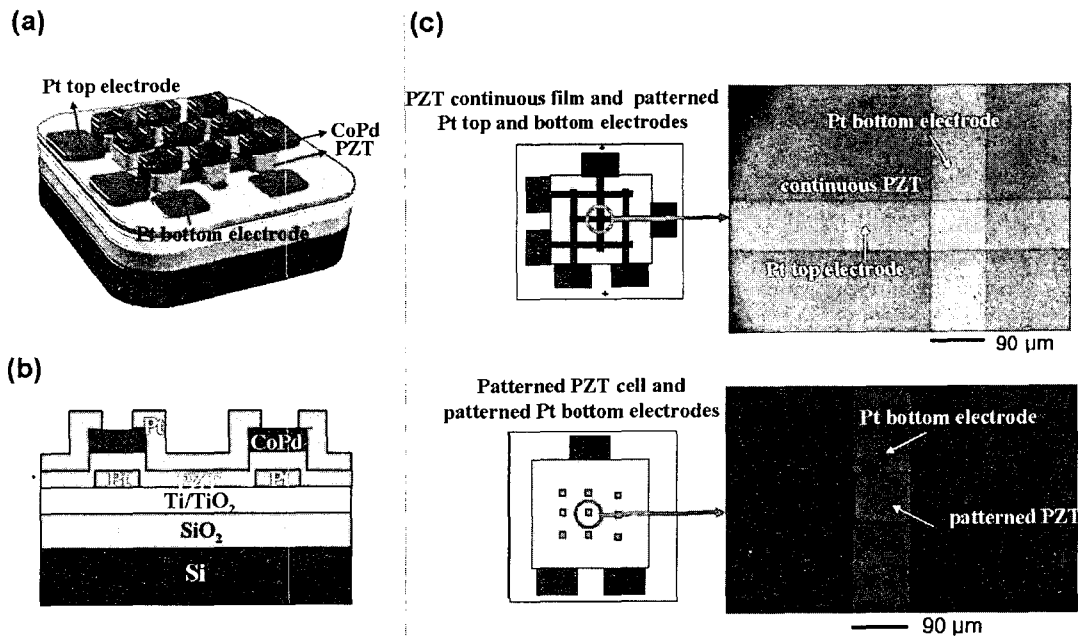 (a)
Pt top electrode
CoPd
PZT
Pt bottom electrode
(b)
Pt
CoPd
Pt
PZT
Pt
Ti/TiO₂
SiO₂
Si
(c)
PZT continuous film and patterned
Pt top and bottom electrodes
Pt bottom electrode
continuous PZT
Pt top electrode
90 μm
Patterned PZT cell and
patterned Pt bottom electrodes
Pt bottom electrode
patterned PZT
90 μm